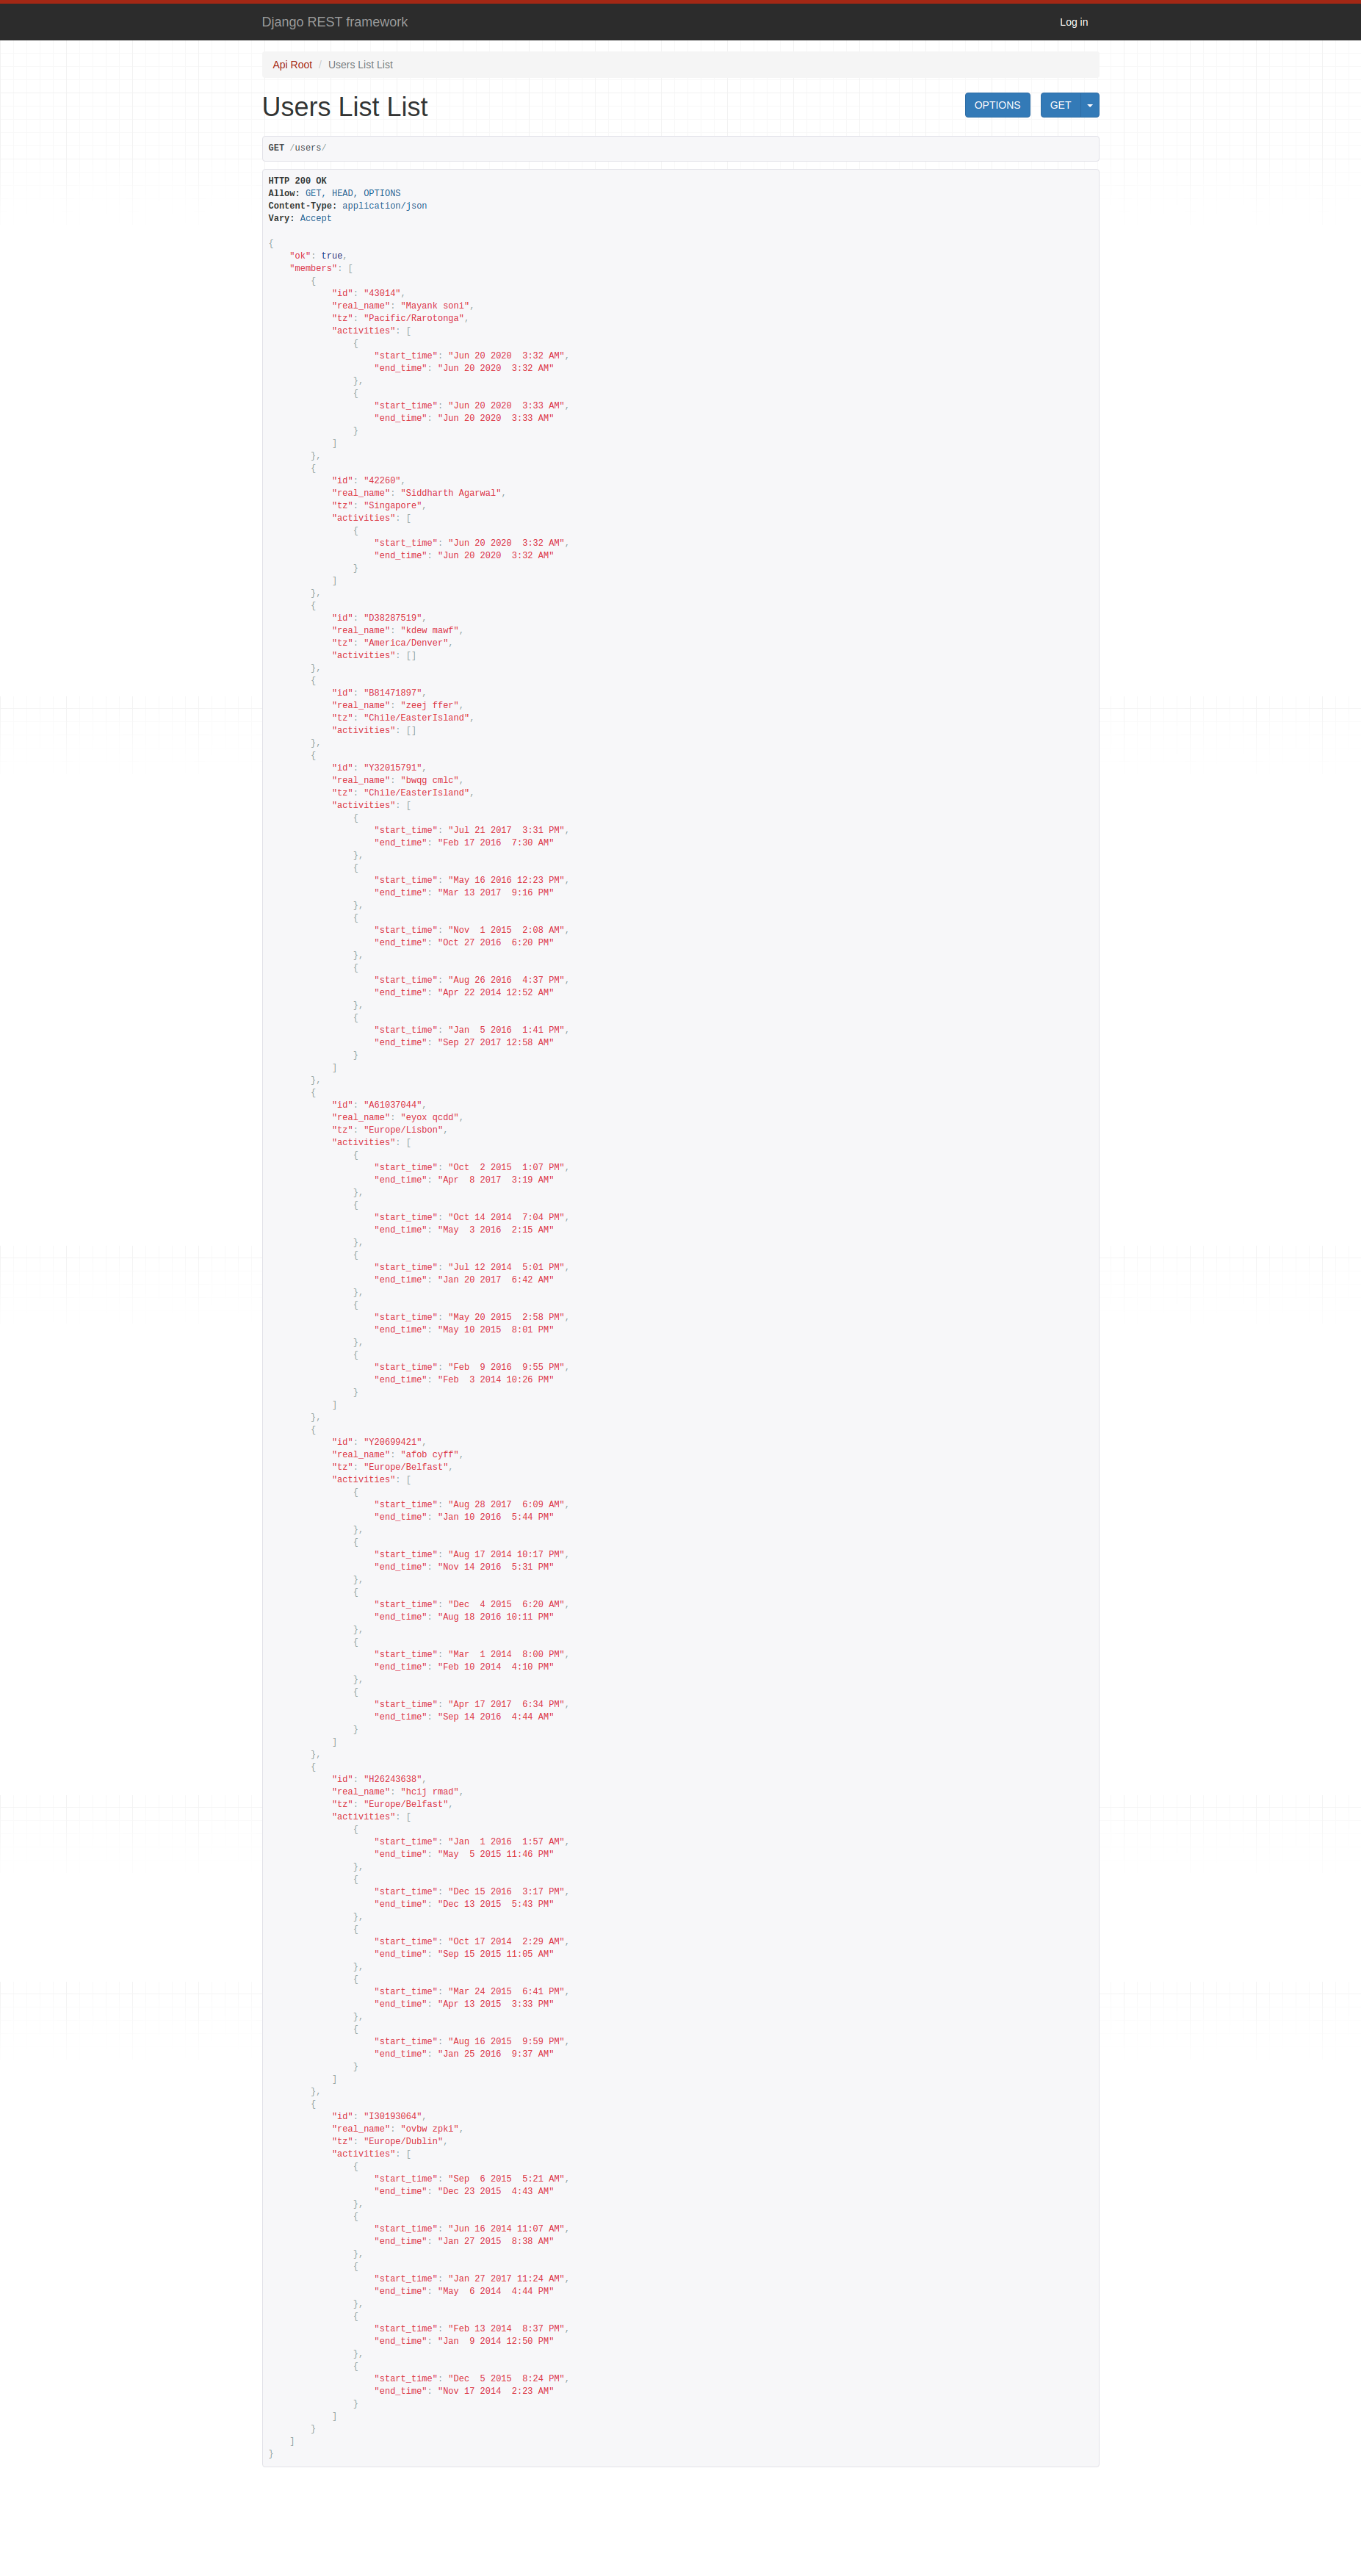 Django REST framework
Log in
Api Root / Users List List
Users List List
OPTIONS
GET
GET /users/
HTTP 200 OK
Allow: GET, HEAD, OPTIONS
Content-Type: application/json
Vary: Accept
{
    "ok": true,
    "members": [
        {
            "id": "43014",
            "real_name": "Mayank soni",
            "tz": "Pacific/Rarotonga",
            "activities": [
                {
                    "start_time": "Jun 20 2020  3:32 AM",
                    "end_time": "Jun 20 2020  3:32 AM"
                },
                {
                    "start_time": "Jun 20 2020  3:33 AM",
                    "end_time": "Jun 20 2020  3:33 AM"
                }
            ]
        },
        {
            "id": "42260",
            "real_name": "Siddharth Agarwal",
            "tz": "Singapore",
            "activities": [
                {
                    "start_time": "Jun 20 2020  3:32 AM",
                    "end_time": "Jun 20 2020  3:32 AM"
                }
            ]
        },
        {
            "id": "D38287519",
            "real_name": "kdew mawf",
            "tz": "America/Denver",
            "activities": []
        },
        {
            "id": "B81471897",
            "real_name": "zeej ffer",
            "tz": "Chile/EasterIsland",
            "activities": []
        },
        {
            "id": "Y32015791",
            "real_name": "bwqg cmlc",
            "tz": "Chile/EasterIsland",
            "activities": [
                {
                    "start_time": "Jul 21 2017  3:31 PM",
                    "end_time": "Feb 17 2016  7:30 AM"
                },
                {
                    "start_time": "May 16 2016 12:23 PM",
                    "end_time": "Mar 13 2017  9:16 PM"
                },
                {
                    "start_time": "Nov  1 2015  2:08 AM",
                    "end_time": "Oct 27 2016  6:20 PM"
                },
                {
                    "start_time": "Aug 26 2016  4:37 PM",
                    "end_time": "Apr 22 2014 12:52 AM"
                },
                {
                    "start_time": "Jan  5 2016  1:41 PM",
                    "end_time": "Sep 27 2017 12:58 AM"
                }
            ]
        },
        {
            "id": "A61037044",
            "real_name": "eyox qcdd",
            "tz": "Europe/Lisbon",
            "activities": [
                {
                    "start_time": "Oct  2 2015  1:07 PM",
                    "end_time": "Apr  8 2017  3:19 AM"
                },
                {
                    "start_time": "Oct 14 2014  7:04 PM",
                    "end_time": "May  3 2016  2:15 AM"
                },
                {
                    "start_time": "Jul 12 2014  5:01 PM",
                    "end_time": "Jan 20 2017  6:42 AM"
                },
                {
                    "start_time": "May 20 2015  2:58 PM",
                    "end_time": "May 10 2015  8:01 PM"
                },
                {
                    "start_time": "Feb  9 2016  9:55 PM",
                    "end_time": "Feb  3 2014 10:26 PM"
                }
            ]
        },
        {
            "id": "Y20699421",
            "real_name": "afob cyff",
            "tz": "Europe/Belfast",
            "activities": [
                {
                    "start_time": "Aug 28 2017  6:09 AM",
                    "end_time": "Jan 10 2016  5:44 PM"
                },
                {
                    "start_time": "Aug 17 2014 10:17 PM",
                    "end_time": "Nov 14 2016  5:31 PM"
                },
                {
                    "start_time": "Dec  4 2015  6:20 AM",
                    "end_time": "Aug 18 2016 10:11 PM"
                },
                {
                    "start_time": "Mar  1 2014  8:00 PM",
                    "end_time": "Feb 10 2014  4:10 PM"
                },
                {
                    "start_time": "Apr 17 2017  6:34 PM",
                    "end_time": "Sep 14 2016  4:44 AM"
                }
            ]
        },
        {
            "id": "H26243638",
            "real_name": "hcij rmad",
            "tz": "Europe/Belfast",
            "activities": [
                {
                    "start_time": "Jan  1 2016  1:57 AM",
                    "end_time": "May  5 2015 11:46 PM"
                },
                {
                    "start_time": "Dec 15 2016  3:17 PM",
                    "end_time": "Dec 13 2015  5:43 PM"
                },
                {
                    "start_time": "Oct 17 2014  2:29 AM",
                    "end_time": "Sep 15 2015 11:05 AM"
                },
                {
                    "start_time": "Mar 24 2015  6:41 PM",
                    "end_time": "Apr 13 2015  3:33 PM"
                },
                {
                    "start_time": "Aug 16 2015  9:59 PM",
                    "end_time": "Jan 25 2016  9:37 AM"
                }
            ]
        },
        {
            "id": "I30193064",
            "real_name": "ovbw zpki",
            "tz": "Europe/Dublin",
            "activities": [
                {
                    "start_time": "Sep  6 2015  5:21 AM",
                    "end_time": "Dec 23 2015  4:43 AM"
                },
                {
                    "start_time": "Jun 16 2014 11:07 AM",
                    "end_time": "Jan 27 2015  8:38 AM"
                },
                {
                    "start_time": "Jan 27 2017 11:24 AM",
                    "end_time": "May  6 2014  4:44 PM"
                },
                {
                    "start_time": "Feb 13 2014  8:37 PM",
                    "end_time": "Jan  9 2014 12:50 PM"
                },
                {
                    "start_time": "Dec  5 2015  8:24 PM",
                    "end_time": "Nov 17 2014  2:23 AM"
                }
            ]
        }
    ]
}